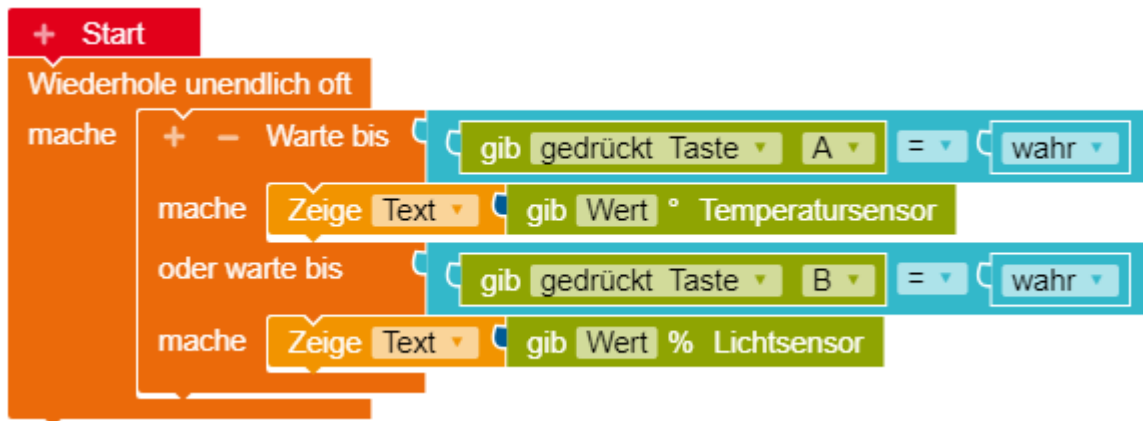 + Start
Wiederhole unendlich oft
mache + − Warte bis gib gedrückt Taste A = wahr
mache Zeige Text gib Wert ° Temperatursensor
oder warte bis gib gedrückt Taste B = wahr
mache Zeige Text gib Wert % Lichtsensor